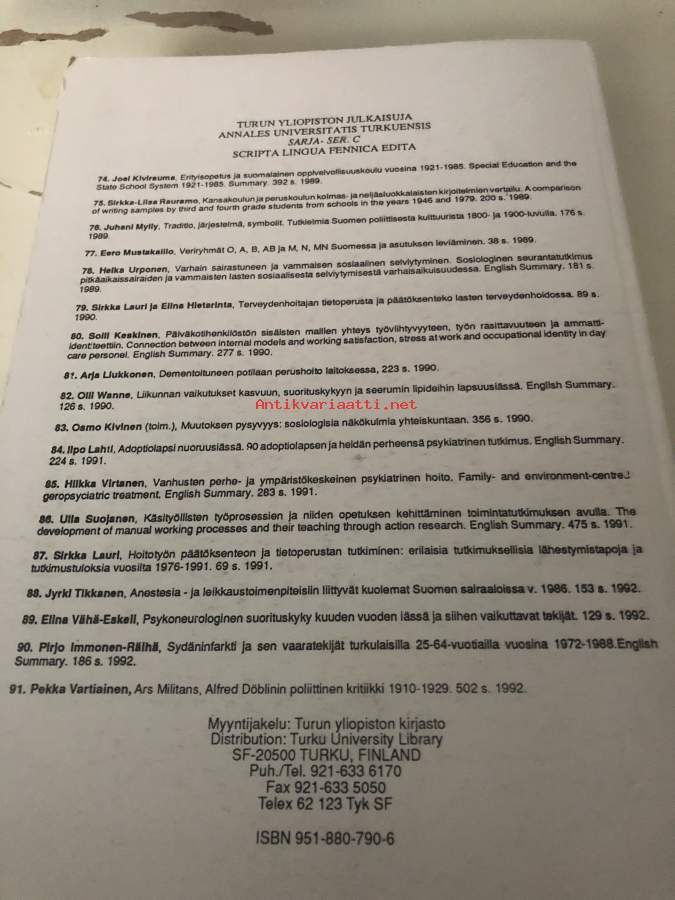 TURUN YLIOPISTON JULKAISUJA
ANNALES UNIVERSITATIS TURKUENSIS
SARJA- SER. C
SCRIPTA LINGUA FENNICA EDITA
74. Joel Kivirauma, Erityisopetus ja suomalainen oppivelvollisuuskoulu vuosina 1921-1985. Special Education and the
State School System 1921-1985. Summary. 392 s. 1989.
75. Sirkka-Liisa Rauramo, Kansakoulun ja peruskoulun kolmas- ja neljäsluokkalaisten kirjoitelmien vertailu. A comparison
of writing samples by third and fourth grade students from schools in the years 1946 and 1979. 200 s. 1989.
76. Juhani Mylly, Traditio, järjestelmä, symbolit. Tutkielmia Suomen poliittisesta kulttuurista 1800- ja 1900-luvulla. 176 s.
1989.
77. Eero Mustakallio, Veriryhmät O, A, B, AB ja M, N, MN Suomessa ja asutuksen leviäminen. 38 s. 1989.
78. Helka Urponen, Varhain sairastuneen ja vammaisen sosiaalinen selviytyminen. Sosiologinen seurantatutkimus
pitkäaikaissairaiden ja vammaisten lasten sosiaalisesta selviytymisestä varhaisaikuisuudessa. English Summary. 181 s.
1989.
79. Sirkka Lauri ja Elina Hietarinta, Terveydenhoitajan tietoperusta ja päätöksenteko lasten terveydenhoidossa. 89 s.
1990.
80. Soili Keskinen, Päiväkotihenkilöstön sisäisten mallien yhteys työviihtyvyyteen, työn rasittavuuteen ja ammatti-
identiteettiin. Connection between internal models and working satisfaction, stress at work and occupational identity in day
care personel. English Summary. 277 s. 1990.
81. Arja Liukkonen, Dementoituneen potilaan perushoito laitoksessa, 223 s. 1990.
82. Olli Wanne, Liikunnan vaikutukset kasvuun, suorituskykyyn ja seerumin lipideihin lapsuusiässä. English Summary.
126 s. 1990.
Antikvariaatti.net
83. Osmo Kivinen (toim.), Muutoksen pysyvyys: sosiologisia näkökulmia yhteiskuntaan. 356 s. 1990.
84. Ilpo Lahti, Adoptiolapsi nuoruusiässä. 90 adoptiolapsen ja heidän perheensä psykiatrinen tutkimus. English Summary.
224 s. 1991.
85. Hilkka Virtanen, Vanhusten perhe- ja ympäristökeskeinen psykiatrinen hoito. Family- and environment-centred
geropsyciatric treatment. English Summary. 283 s. 1991.
86. Ulla Suojanen, Käsityöllisten työprosessien ja niiden opetuksen kehittäminen toimintatutkimuksen avulla. The
development of manual working processes and their teaching through action research. English Summary. 475 s. 1991.
87. Sirkka Lauri, Hoitotyön päätöksenteon ja tietoperustan tutkiminen: erilaisia tutkimuksellisia lähestymistapoja ja
tutkimustuloksia vuosilta 1976-1991. 69 s. 1991.
88. Jyrki Tikkanen, Anestesia - ja leikkaustoimenpiteisiin liittyvät kuolemat Suomen sairaaloissa v. 1986. 153 s. 1992.
89. Elina Vähä-Eskeli, Psykoneurologinen suorituskyky kuuden vuoden iässä ja siihen vaikuttavat tekijät. 129 s. 1992.
90. Pirjo Immonen-Räihä, Sydäninfarkti ja sen vaaratekijät turkulaisilla 25-64-vuotiailla vuosina 1972-1988.English
Summary. 186 s. 1992.
91. Pekka Vartiainen, Ars Militans, Alfred Döblinin poliittinen kritiikki 1910-1929. 502 s. 1992.
Myyntijakelu: Turun yliopiston kirjasto
Distribution: Turku University Library
SF-20500 TURKU, FINLAND
Puh./Tel. 921-633 6170
Fax 921-633 5050
Telex 62 123 Tyk SF
ISBN 951-880-790-6